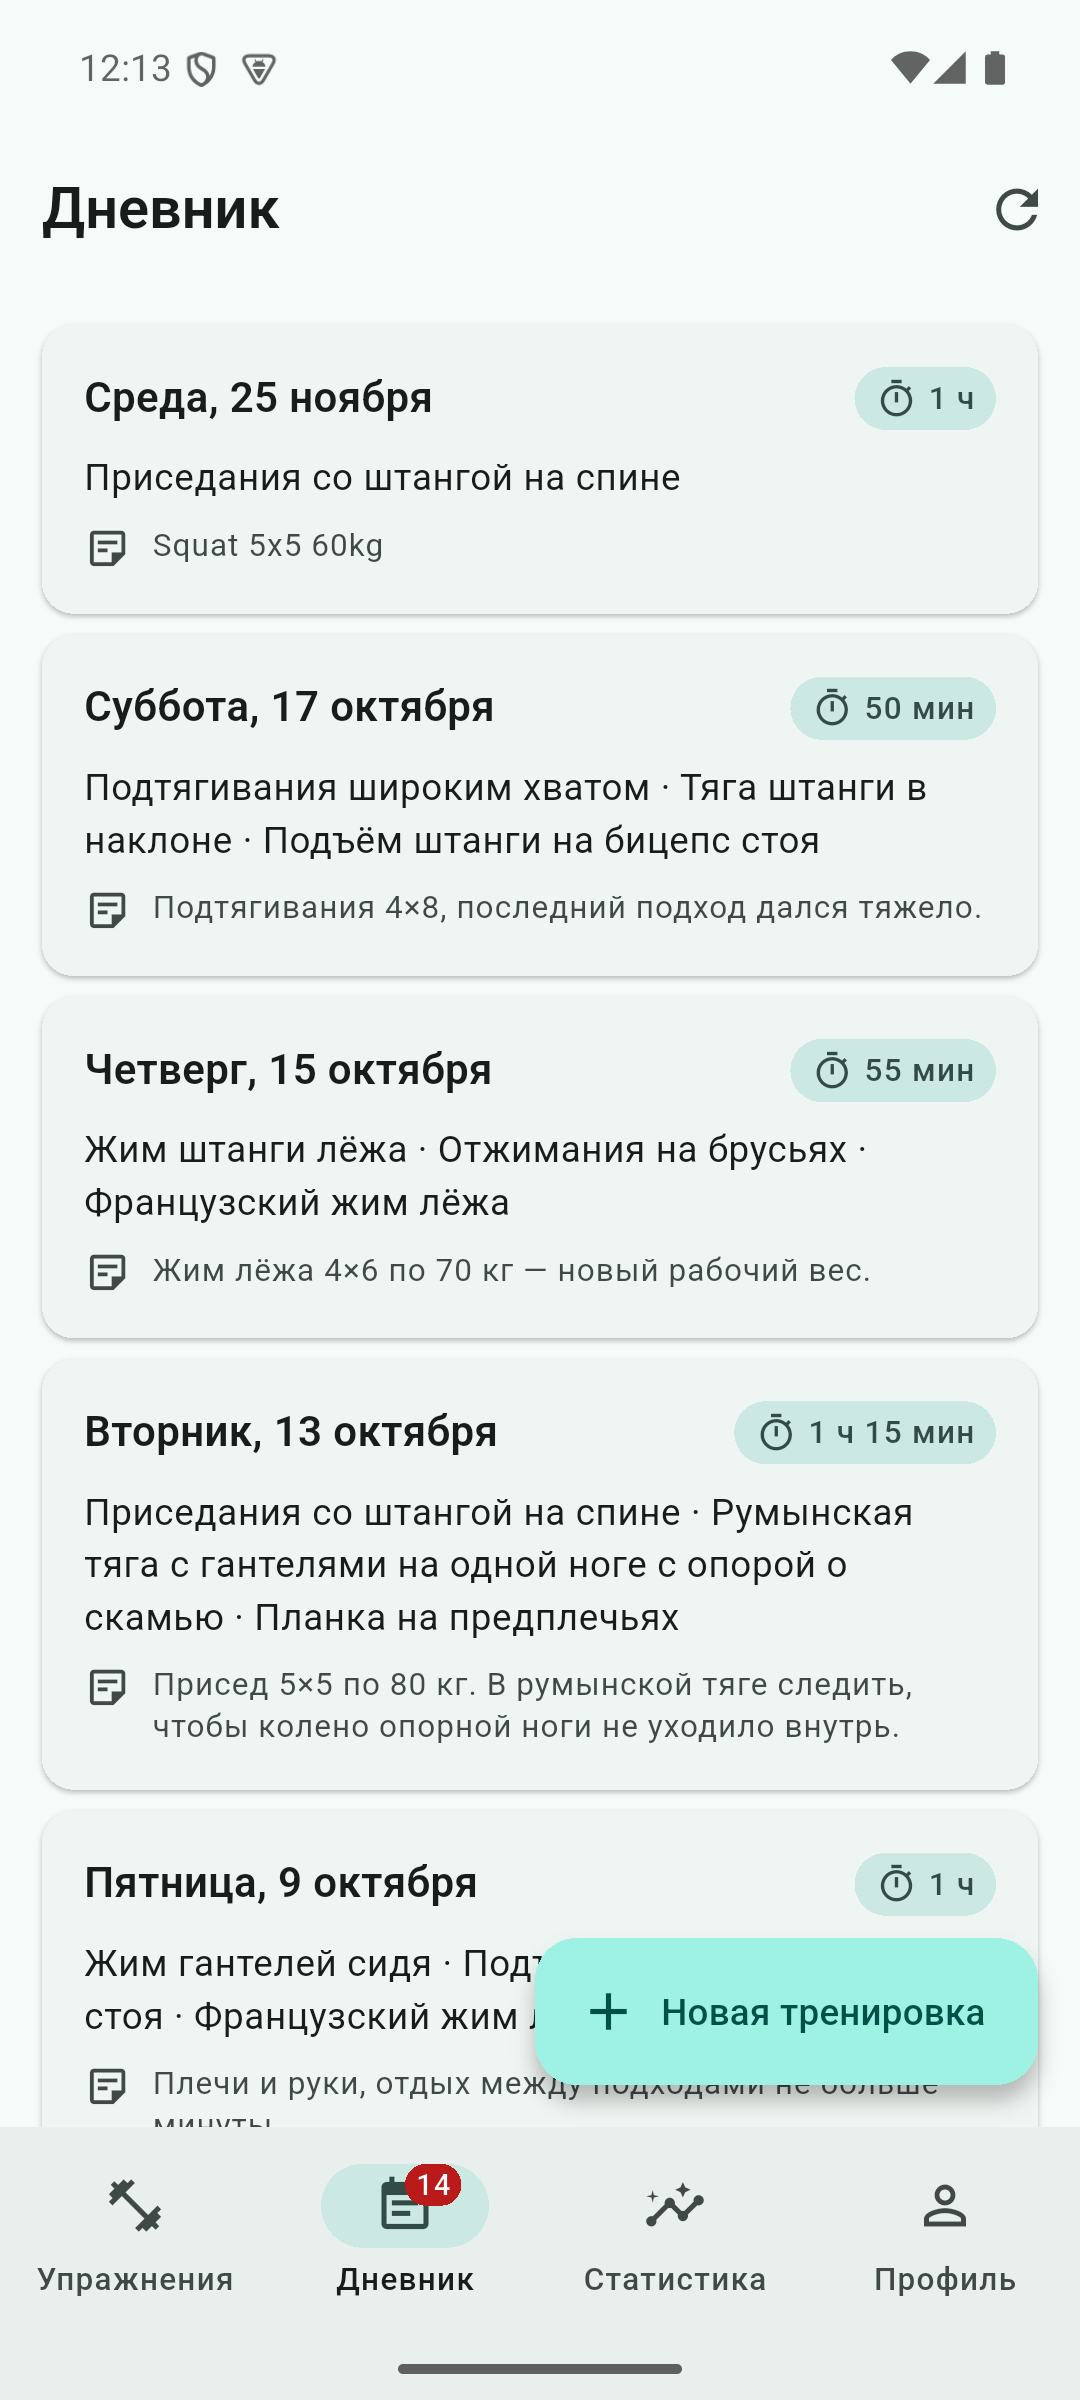 12:13
Дневник
Среда, 25 ноября
1 ч
Приседания со штангой на спине
Squat 5x5 60kg
Суббота, 17 октября
50 мин
Подтягивания широким хватом · Тяга штанги в
наклоне · Подъём штанги на бицепс стоя
Подтягивания 4×8, последний подход дался тяжело.
Четверг, 15 октября
55 мин
Жим штанги лёжа · Отжимания на брусьях ·
Французский жим лёжа
Жим лёжа 4×6 по 70 кг — новый рабочий вес.
Вторник, 13 октября
1 ч 15 мин
Приседания со штангой на спине · Румынская
тяга с гантелями на одной ноге с опорой о
скамью · Планка на предплечьях
Присед 5×5 по 80 кг. В румынской тяге следить,
чтобы колено опорной ноги не уходило внутрь.
Пятница, 9 октября
1 ч
Жим гантелей сидя ·
стоя · Французский жим
Новая тренировка
Плечи и руки, отдых между подходами не больше
минуты
14
Упражнения
Дневник
Статистика
Профиль